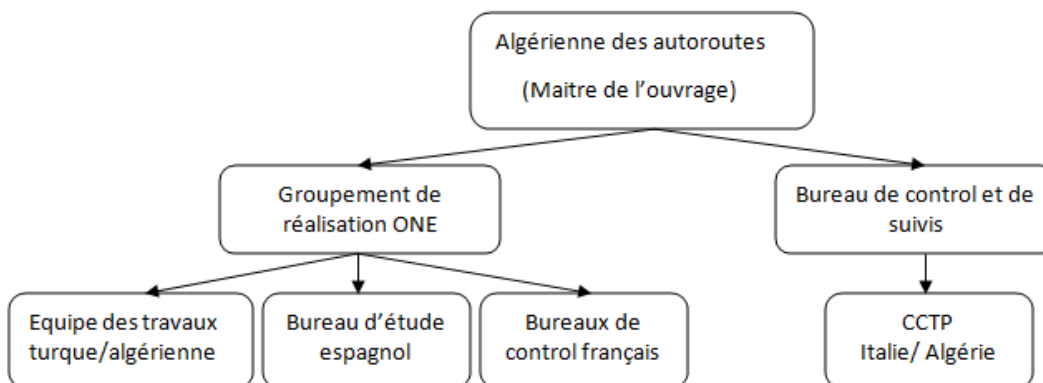 Algérienne des autoroutes
(Maitre de l'ouvrage)
Groupement de
réalisation ONE
Bureau de control et de
suivis
Equipe des travaux
turque/algérienne
Bureau d'étude
espagnol
Bureaux de
control français
CCTP
Italie/ Algérie